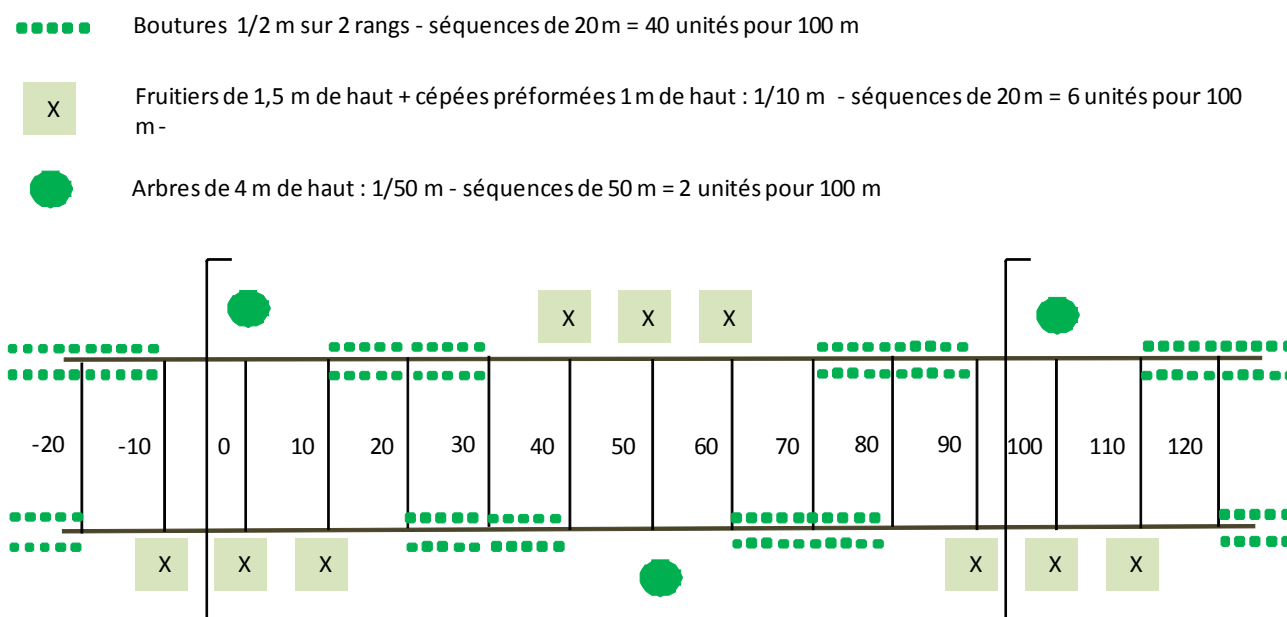 Boutures 1/2 m sur 2 rangs - séquences de 20 m = 40 unités pour 100 m
X
Fruitiers de 1,5 m de haut + cépées préformées 1 m de haut : 1/10 m - séquences de 20 m = 6 unités pour 100
m -
Arbres de 4 m de haut : 1/50 m - séquences de 50 m = 2 unités pour 100 m
X X X
-20 -10 0 10 20 30 40 50 60 70 80 90 100 110 120
X X X X X X